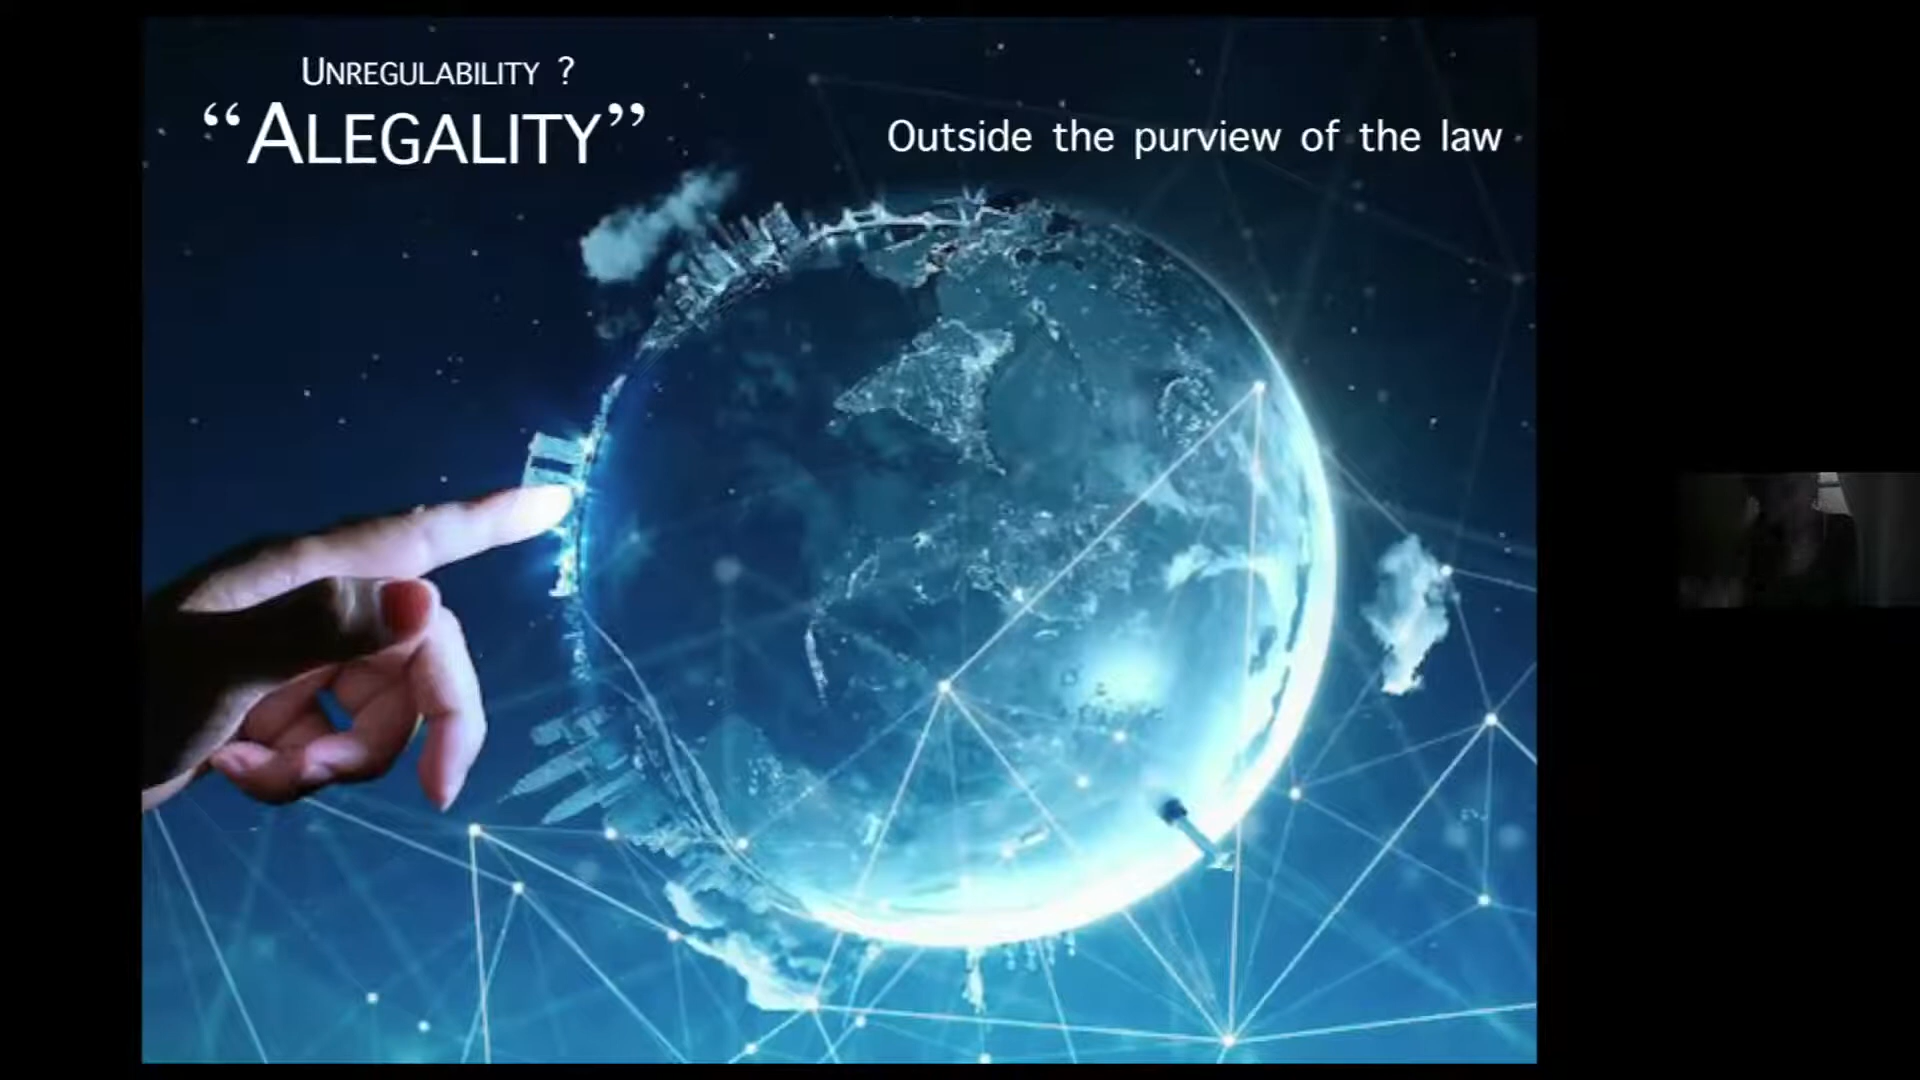 UNREGULABILITY ?
“ALEGALITY”
Outside the purview of the law